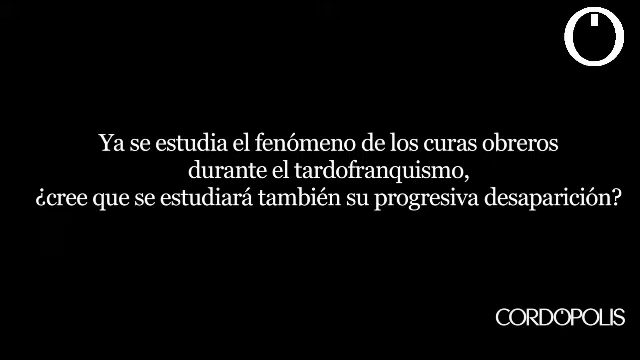 Ya se estudia el fenómeno de los curas obreros
durante el tardofranquismo,
¿cree que se estudiará también su progresiva desaparición?
CORDÓPOLIS